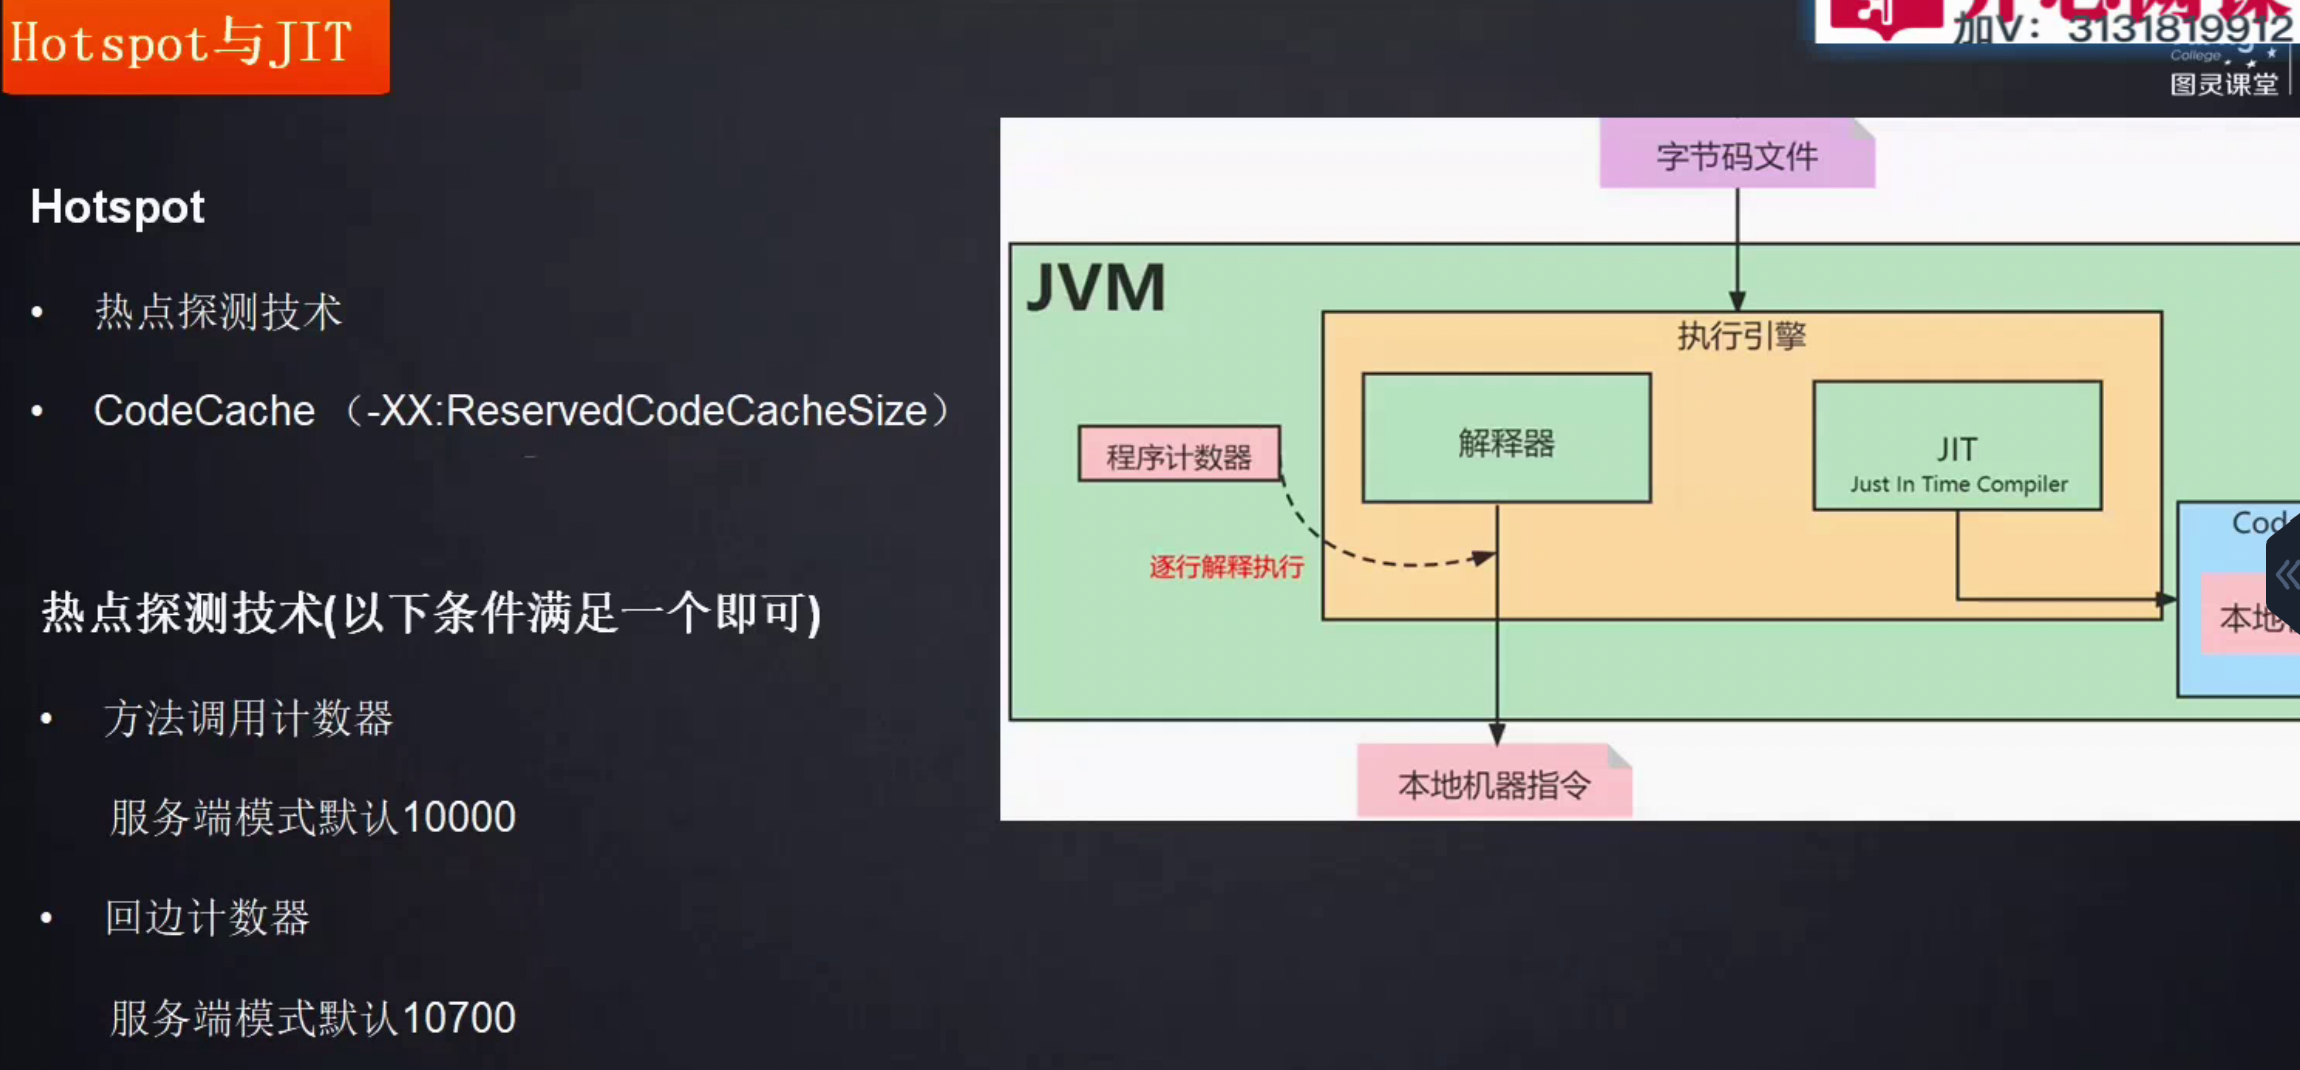 Hotspot与JIT
加V：3131819912
College
图灵课堂
Hotspot
• 热点探测技术
• CodeCache（-XX:ReservedCodeCacheSize）
热点探测技术(以下条件满足一个即可)
• 方法调用计数器
服务端模式默认10000
• 回边计数器
服务端模式默认10700
字节码文件
JVM
执行引擎
程序计数器
解释器
JIT
Just In Time Compiler
逐行解释执行
本地机器指令